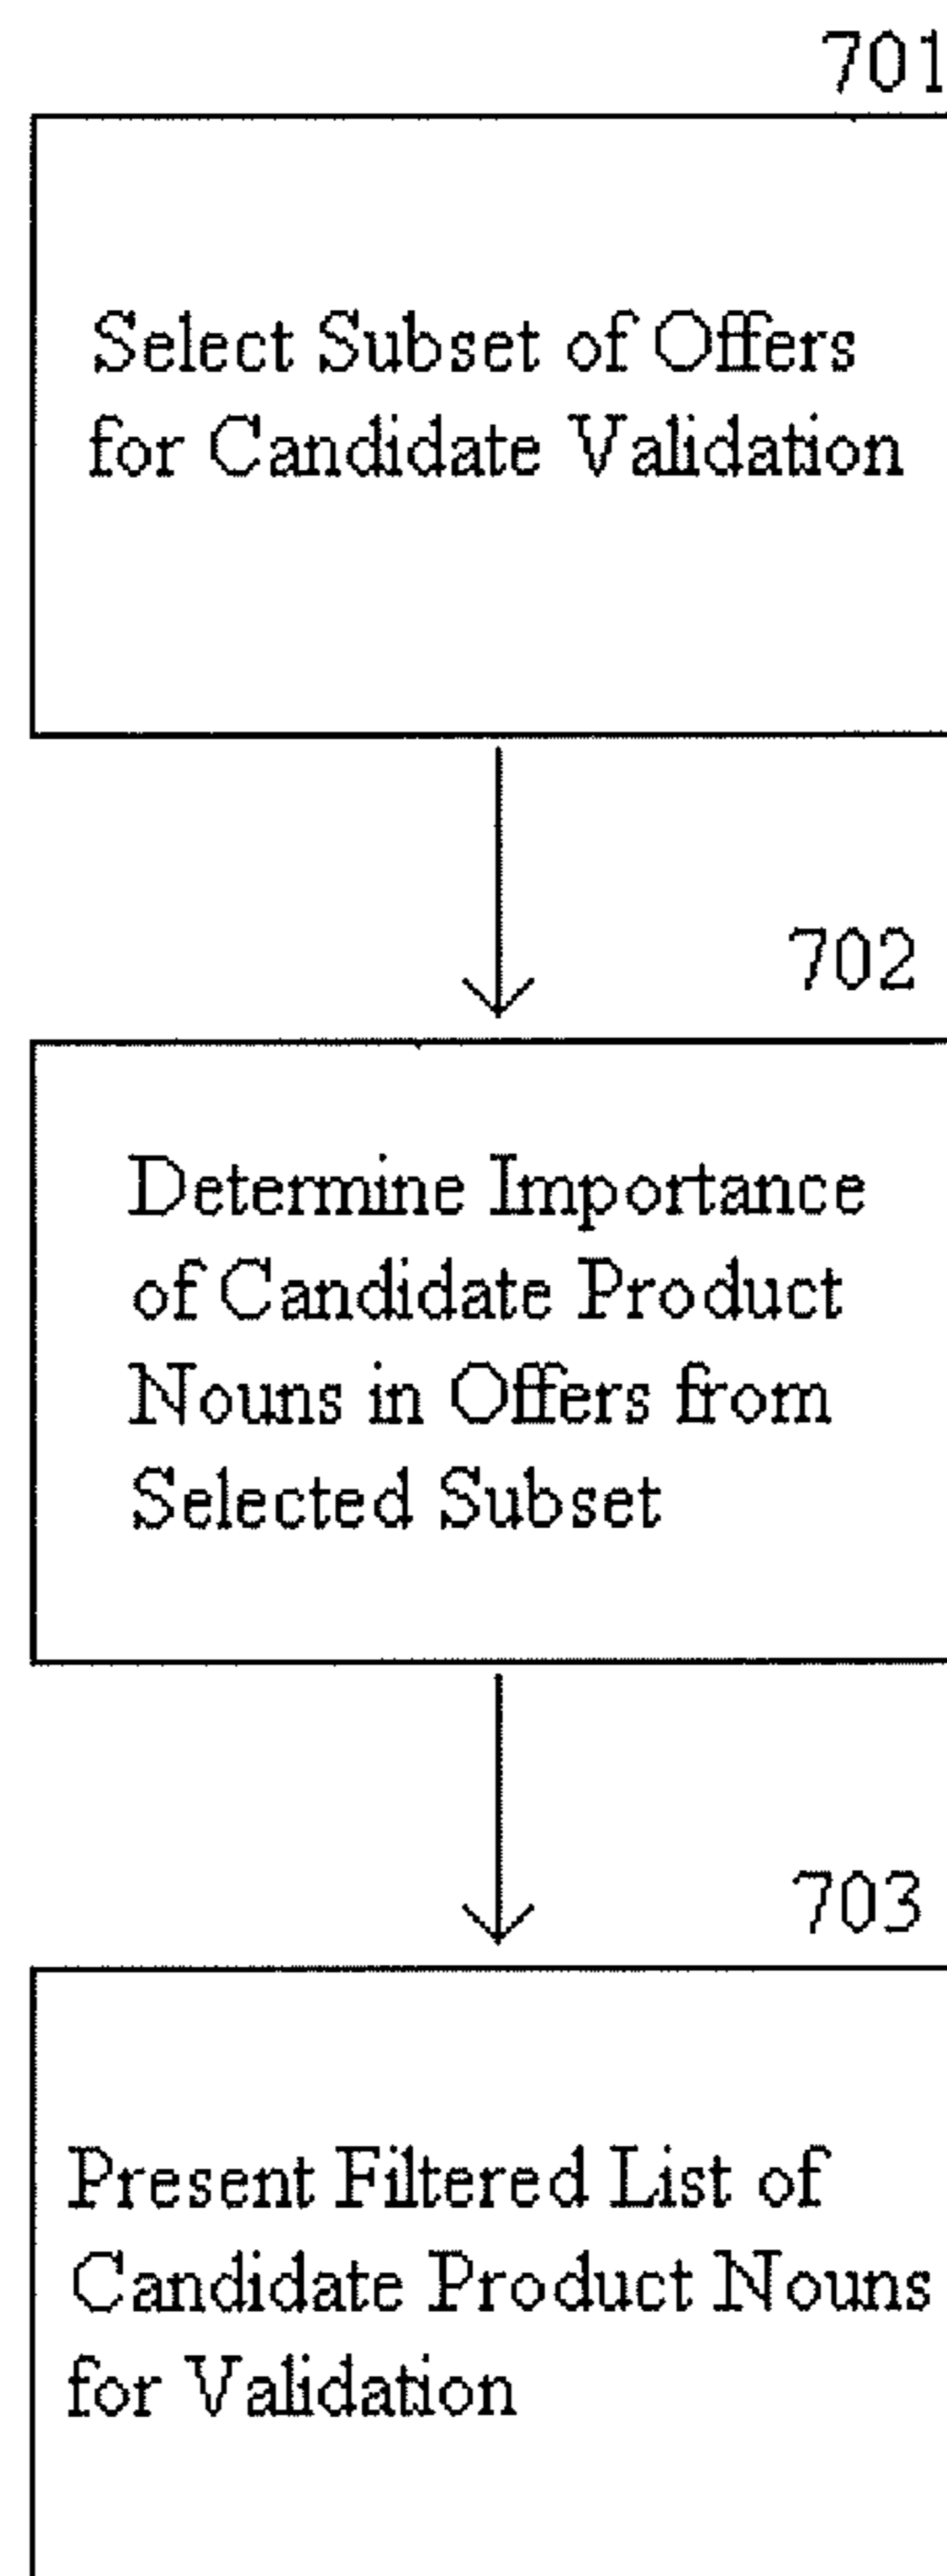 701
Select Subset of Offers
for Candidate Validation
702
Determine Importance
of Candidate Product
Nouns in Offers from
Selected Subset
703
Present Filtered List of
Candidate Product Nouns
for Validation